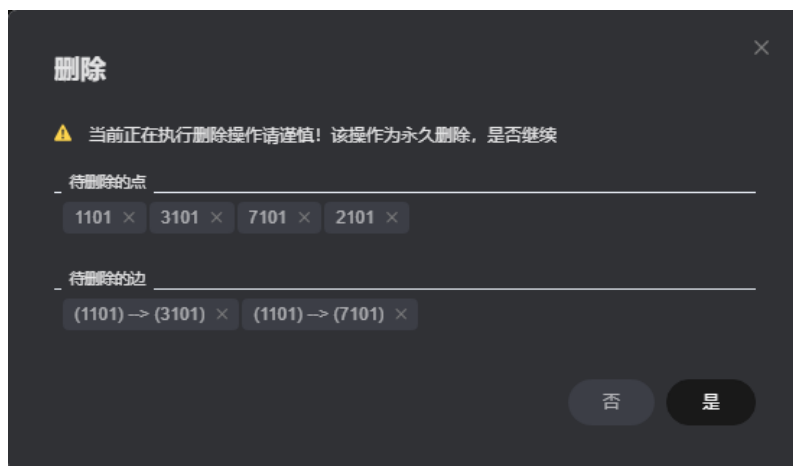 删除
当前正在执行删除操作请谨慎！该操作为永久删除，是否继续
待删除的点
1101 × 3101 × 7101 × 2101 ×
待删除的边
(1101) --> (3101) × (1101) --> (7101) ×
否 是